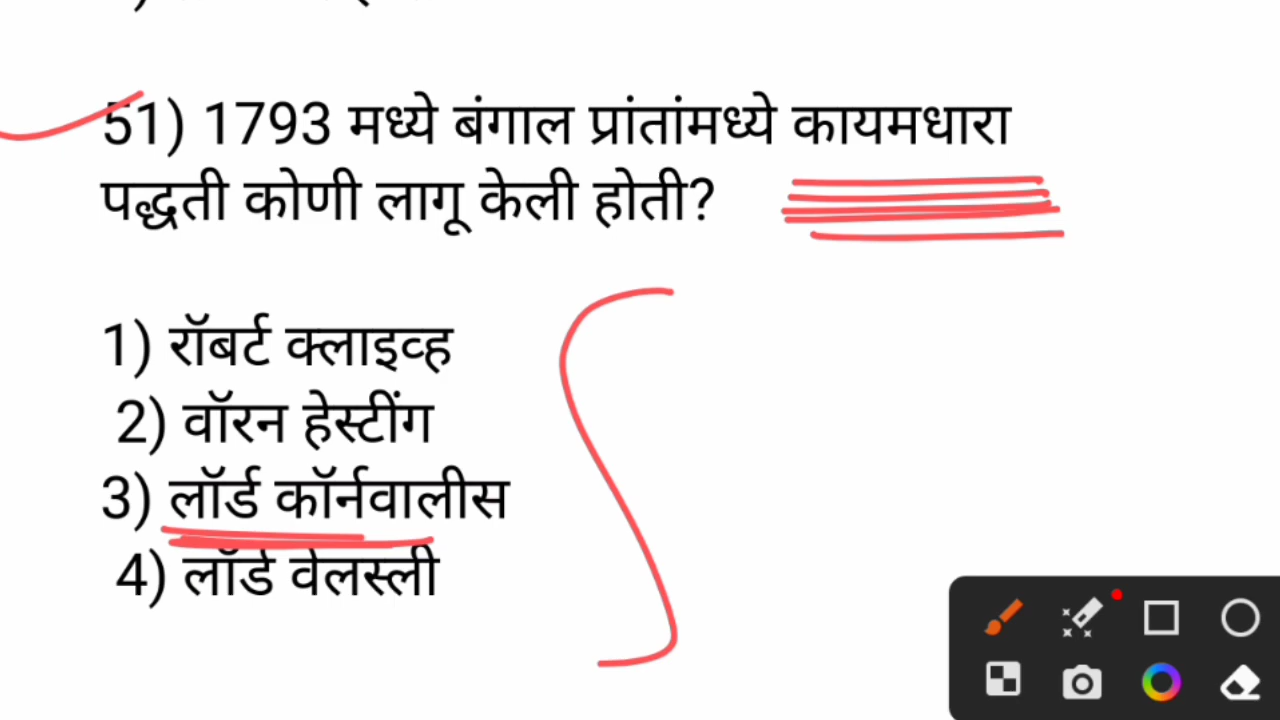 51) 1793 मध्ये बंगाल प्रांतांमध्ये कायमधारा
पद्धती कोणी लागू केली होती?
1) रॉबर्ट क्लाइव्ह
2) वॉरन हेस्टींग
3) लॉर्ड कॉर्नवालीस
4) लॉर्ड वेलस्ली